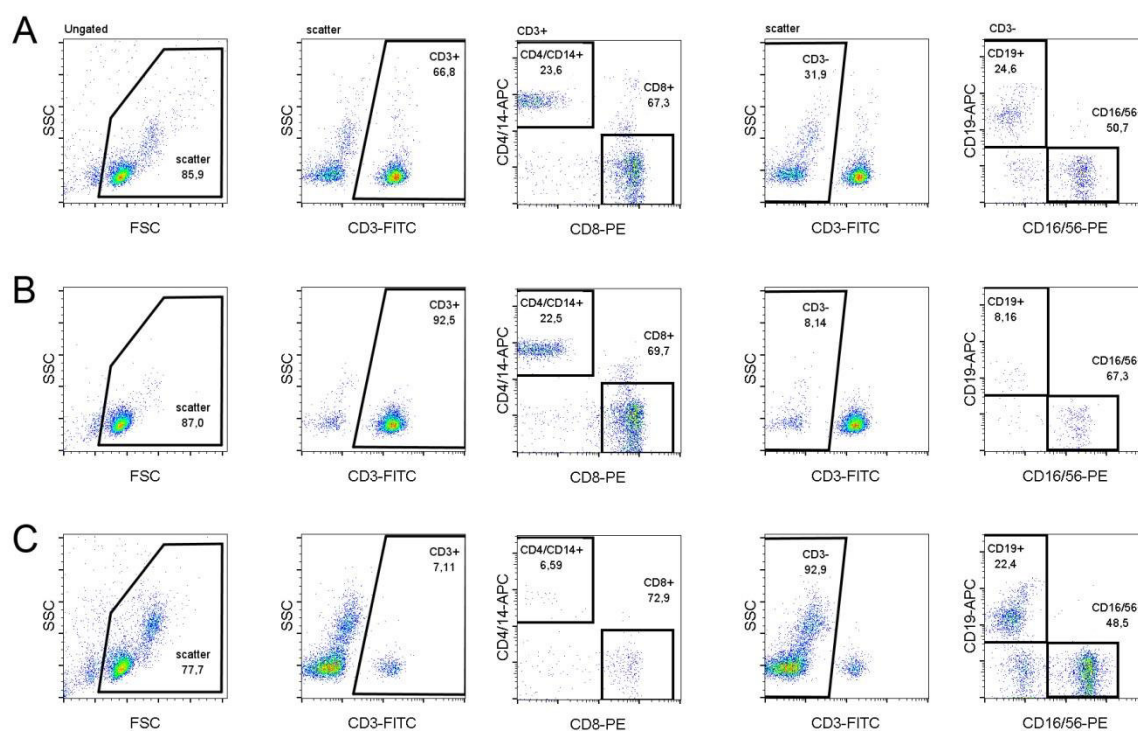 A
Ungated
SSC
scatter
85,9
FSC
scatter
SSC
CD3+
66,8
CD3-FITC
CD3+
CD4/14-APC
CD4/CD14+
23,6
CD8+
67,3
CD8-PE
scatter
SSC
CD3-
31,9
CD3-FITC
CD3-
CD19-APC
CD19+
24,6
CD16/56
50,7
CD16/56-PE
B
SSC
scatter
87,0
FSC
SSC
CD3+
92,5
CD3-FITC
CD4/14-APC
CD4/CD14+
22,5
CD8+
69,7
CD8-PE
SSC
CD3-
8,14
CD3-FITC
CD19-APC
CD19+
8,16
CD16/56
67,3
CD16/56-PE
C
SSC
scatter
77,7
FSC
SSC
CD3+
7,11
CD3-FITC
CD4/14-APC
CD4/CD14+
6,59
CD8+
72,9
CD8-PE
SSC
CD3-
92,9
CD3-FITC
CD19-APC
CD19+
22,4
CD16/56
48,5
CD16/56-PE